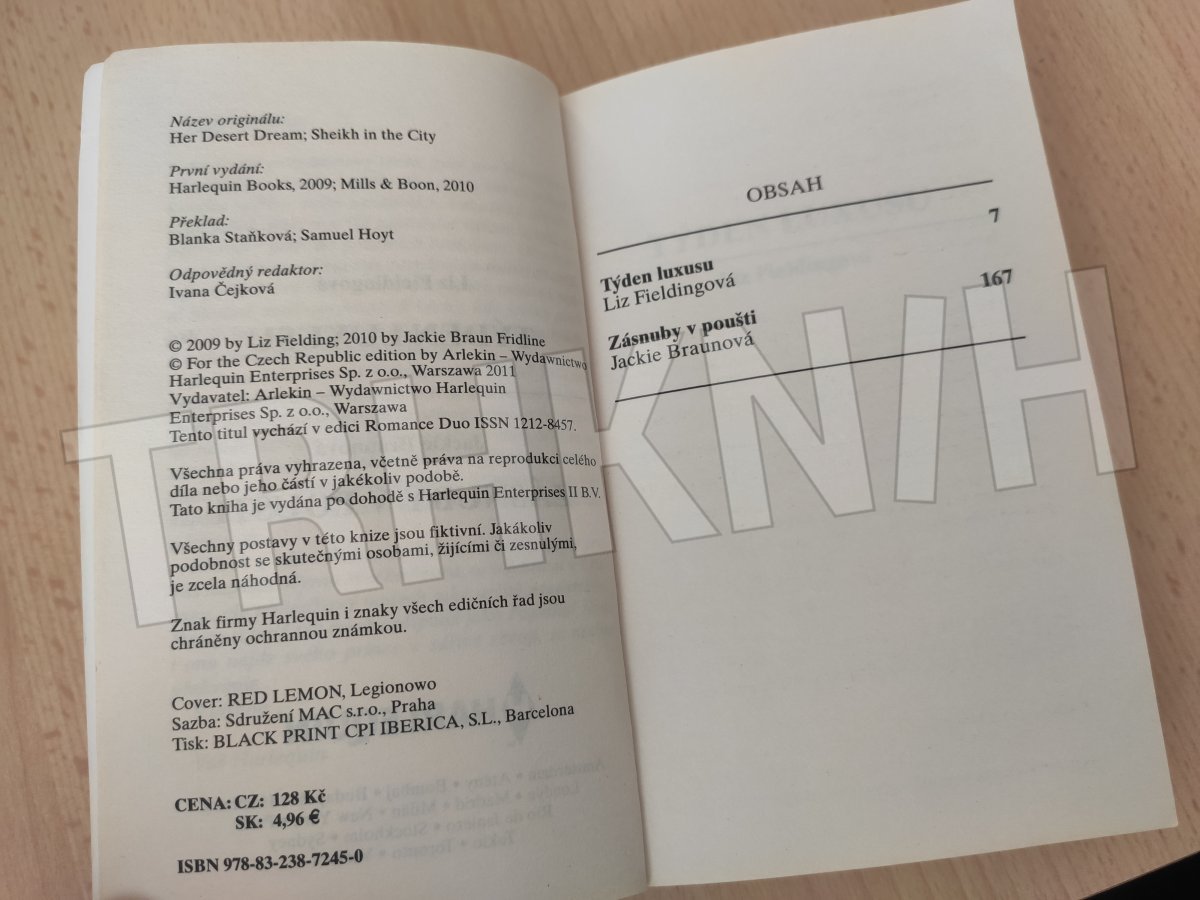 Název originálu:
Her Desert Dream; Sheikh in the City
První vydání:
Harlequin Books, 2009; Mills & Boon, 2010
Překlad:
Blanka Staňková; Samuel Hoyt
Odpovědný redaktor:
Ivana Čejková
© 2009 by Liz Fielding; 2010 by Jackie Braun Fridline
© For the Czech Republic edition by Arlekin – Wydawnictwo
Harlequin Enterprises Sp. z o.o., Warszawa 2011
Vydavatel: Arlekin – Wydawnictwo Harlequin
Enterprises Sp. z o.o., Warszawa
Tento titul vychází v edici Romance Duo ISSN 1212-8457.
Všechna práva vyhrazena, včetně práva na reprodukci celého
díla nebo jeho částí v jakékoliv podobě.
Tato kniha je vydána po dohodě s Harlequin Enterprises II B.V.
Všechny postavy v této knize jsou fiktivní. Jakákoliv
podobnost se skutečnými osobami, žijícími či zesnulými,
je zcela náhodná.
Znak firmy Harlequin i znaky všech edičních řad jsou
chráněny ochrannou známkou.
Cover: RED LEMON, Legionowo
Sazba: Sdružení MAC s.r.o., Praha
Tisk: BLACK PRINT CPI IBERICA, S.L., Barcelona
CENA: CZ: 128 Kč
SK: 4,96 €
ISBN 978-83-238-7245-0
OBSAH
7
Týden luxusu
Liz Fieldingová
167
Zásnuby v poušti
Jackie Braunová
TRHKNIH